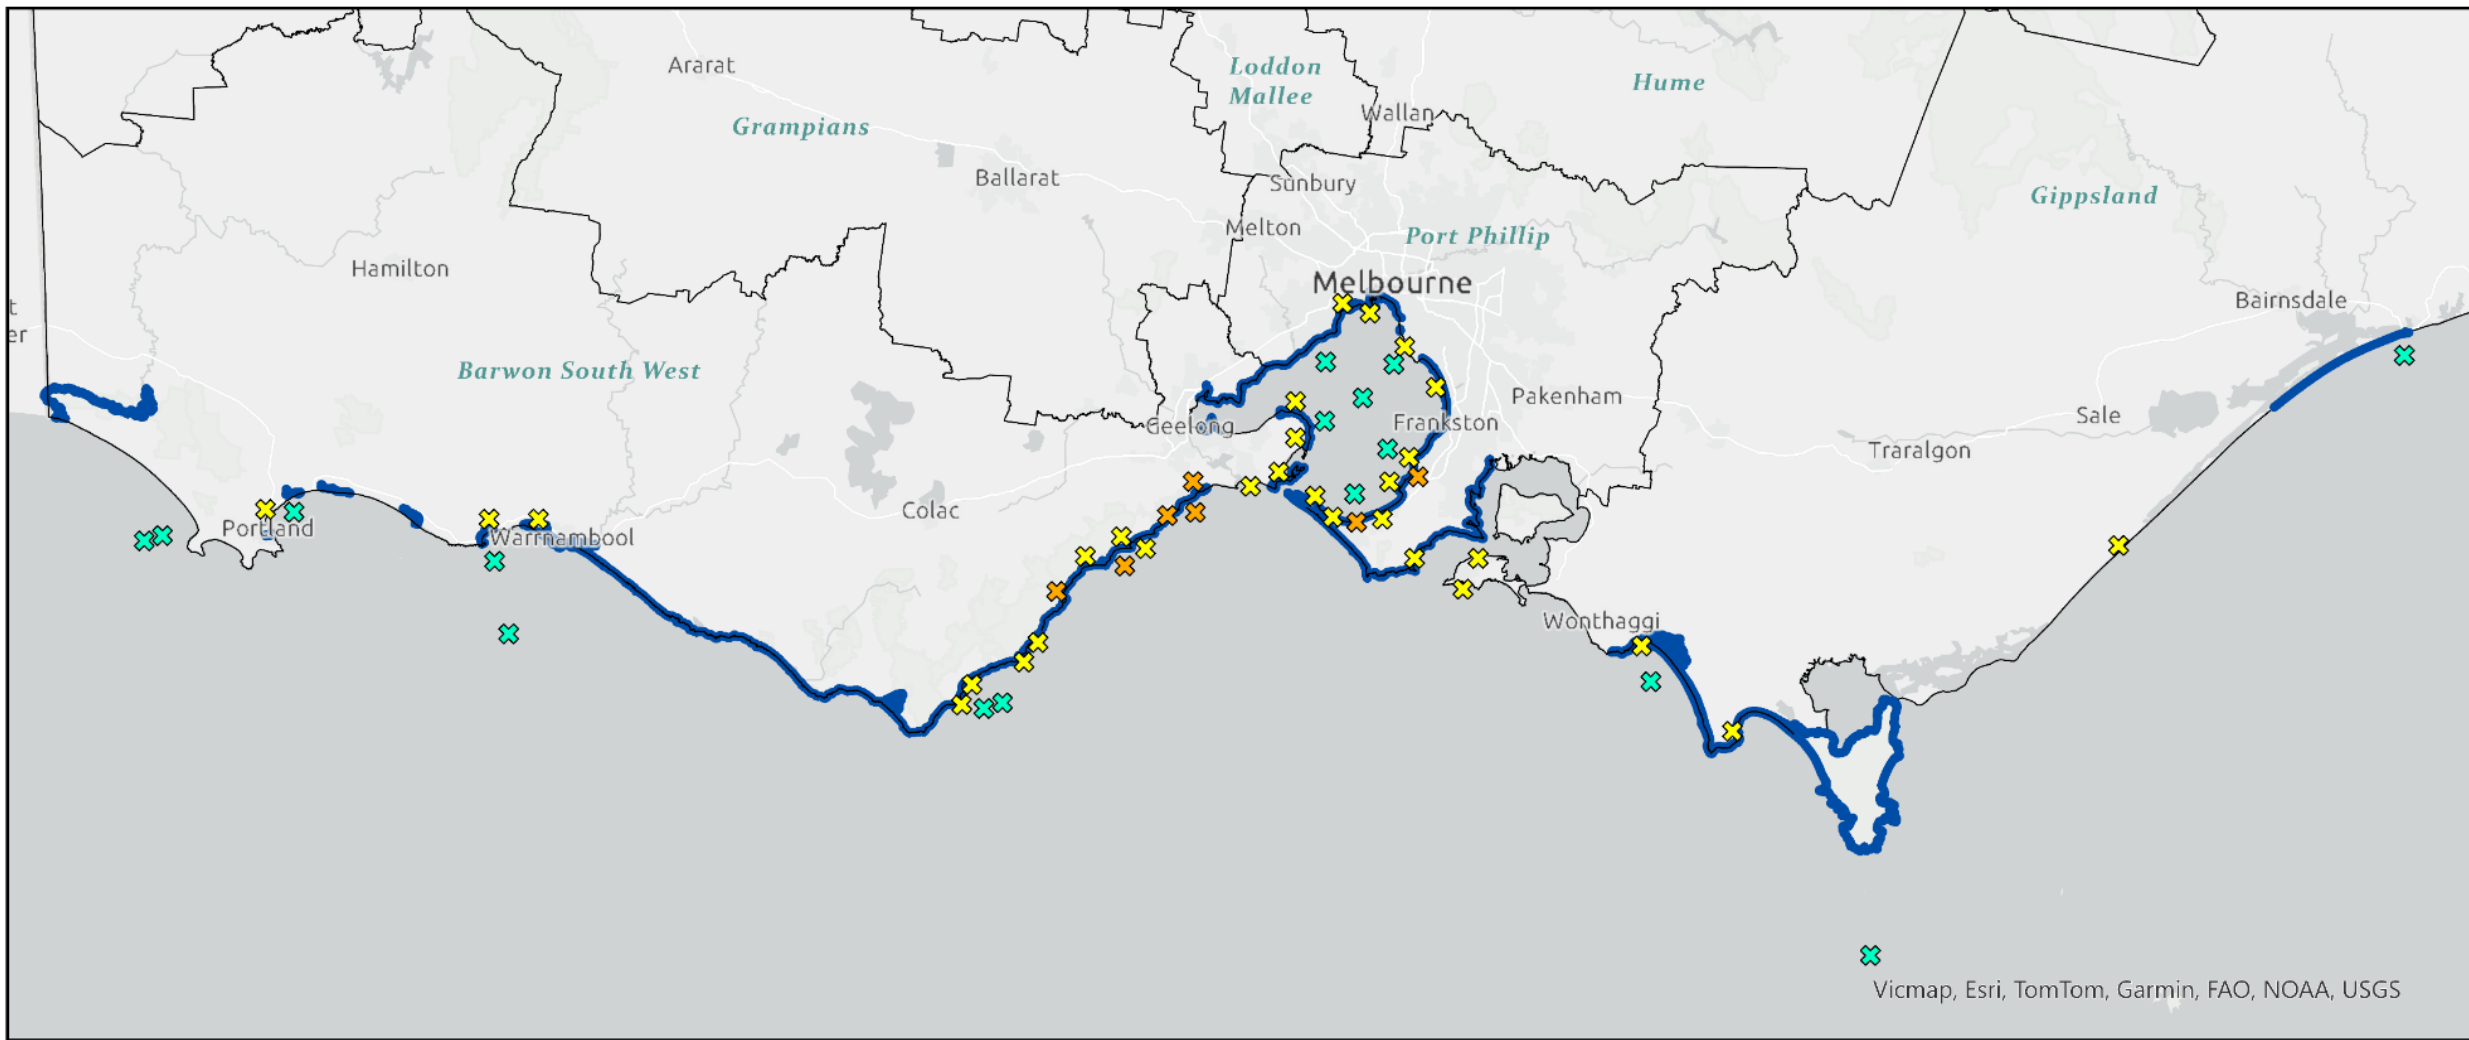 Ararat
Loddon
Mallee
Hume
Wallan
Grampians
Ballarat
Sunbury
Gippsland
Melton
Port Phillip
Hamilton
Melbourne
Bairnsdale
t
er
Barwon South West
Pakenham
Geelong
Frankston
Sale
Traralgon
Colac
Portland
Warrnambool
Wonthaggi
Vicmap, Esri, TomTom, Garmin, FAO, NOAA, USGS